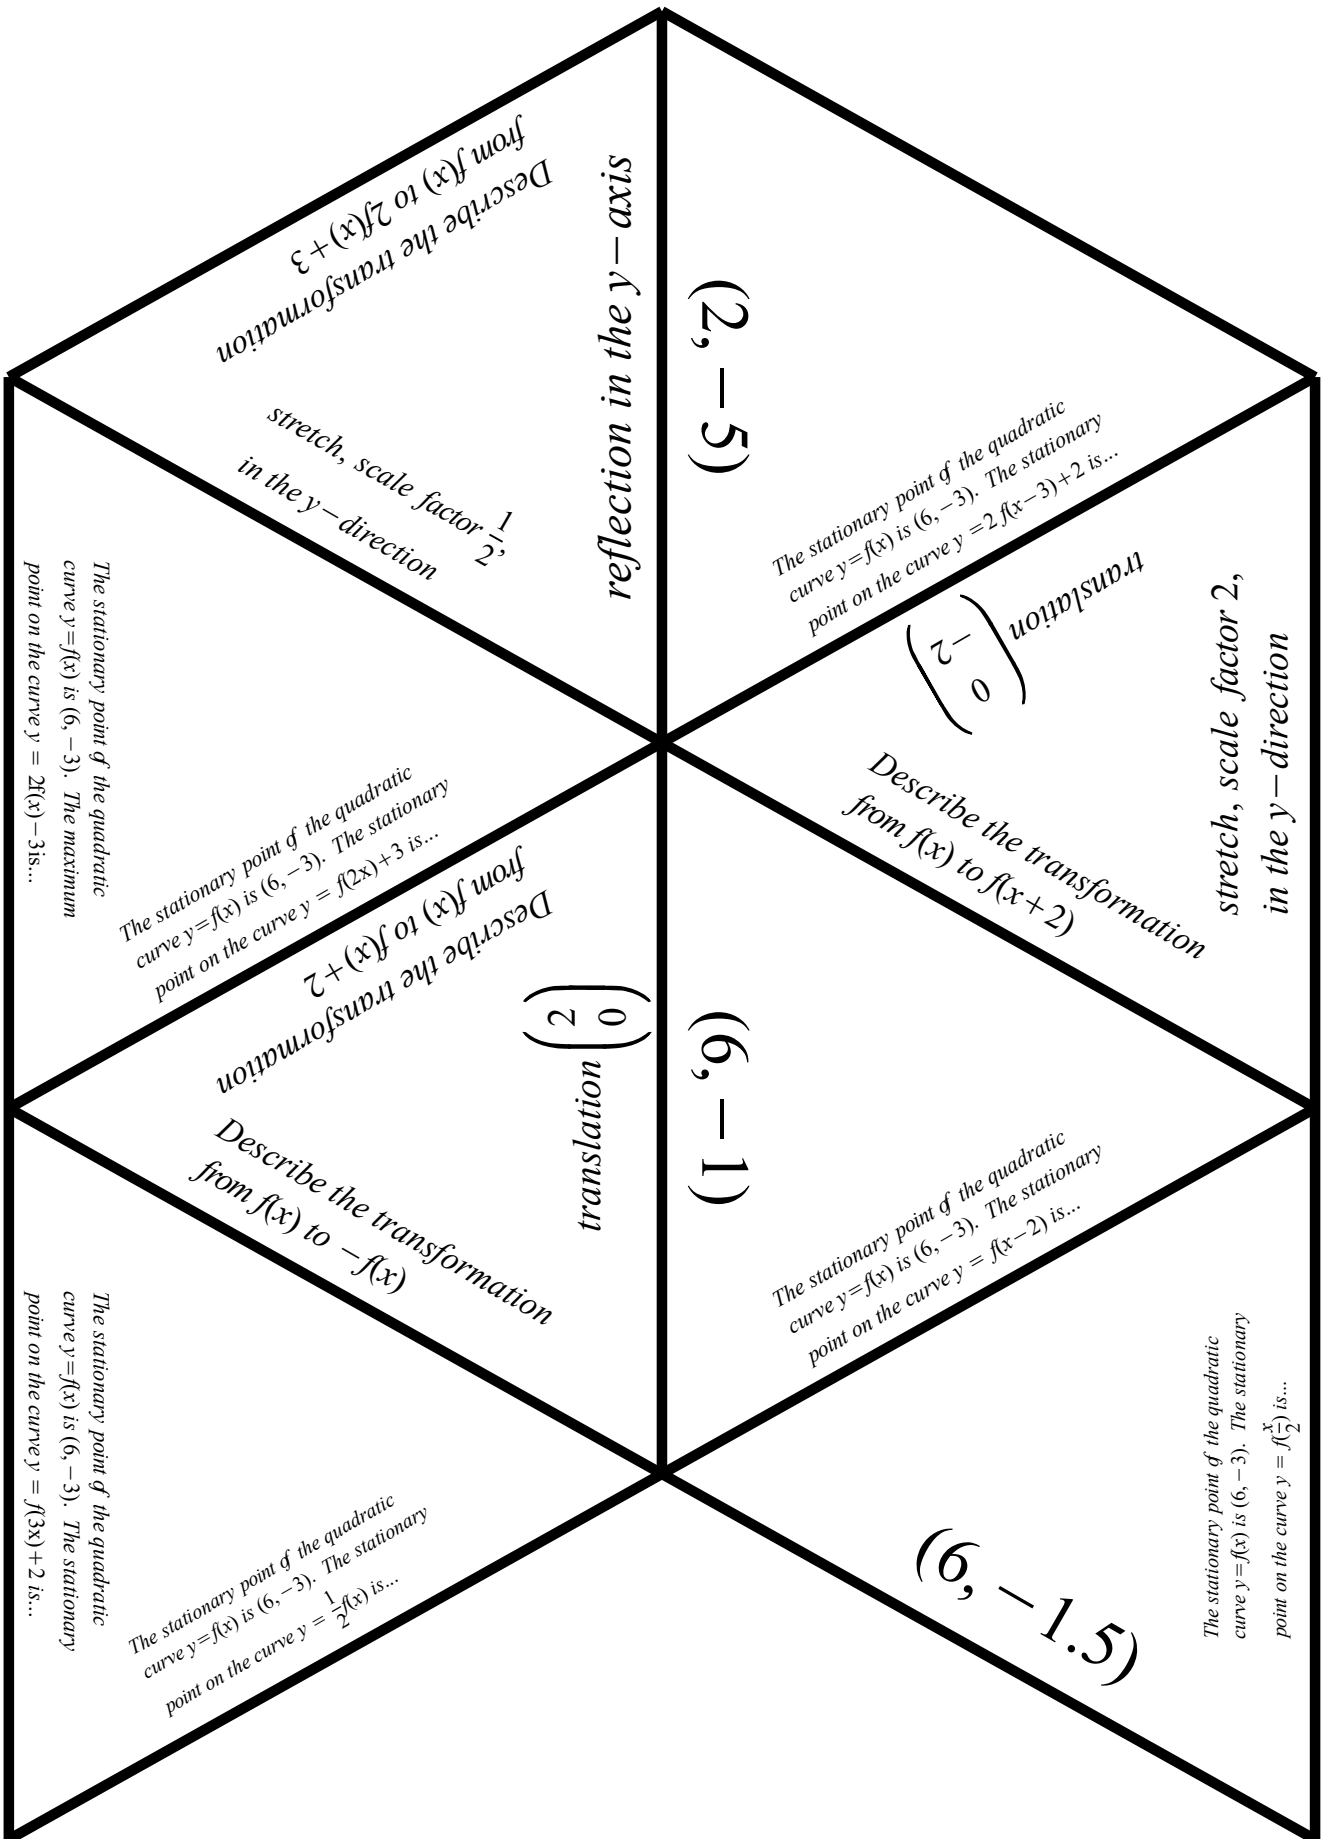 Describe the transformation
from f(x) to 2f(x)+3
reflection in the y−axis
stretch, scale factor 1/2,
in the y−direction
(2, −5)
The stationary point of the quadratic
curve y=f(x) is (6, −3). The stationary
point on the curve y =2 f(x−3)+2 is...
translation (0 −2)
stretch, scale factor 2,
in the y−direction
Describe the transformation
from f(x) to f(x+2)
The stationary point of the quadratic
curve y=f(x) is (6, −3). The maximum
point on the curve y = 2f(x)−3is...
The stationary point of the quadratic
curve y=f(x) is (6, −3). The stationary
point on the curve y = f(2x)+3 is...
Describe the transformation
from f(x) to f(x)+2
translation (0 2)
Describe the transformation
from f(x) to −f(x)
(6, −1)
The stationary point of the quadratic
curve y=f(x) is (6, −3). The stationary
point on the curve y = f(x−2) is...
The stationary point of the quadratic
curve y=f(x) is (6, −3). The stationary
point on the curve y = f(3x)+2 is...
The stationary point of the quadratic
curve y=f(x) is (6, −3). The stationary
point on the curve y = 1/2f(x) is...
(6, −1.5)
The stationary point of the quadratic
curve y=f(x) is (6, −3). The stationary
point on the curve y = f(x/2) is...